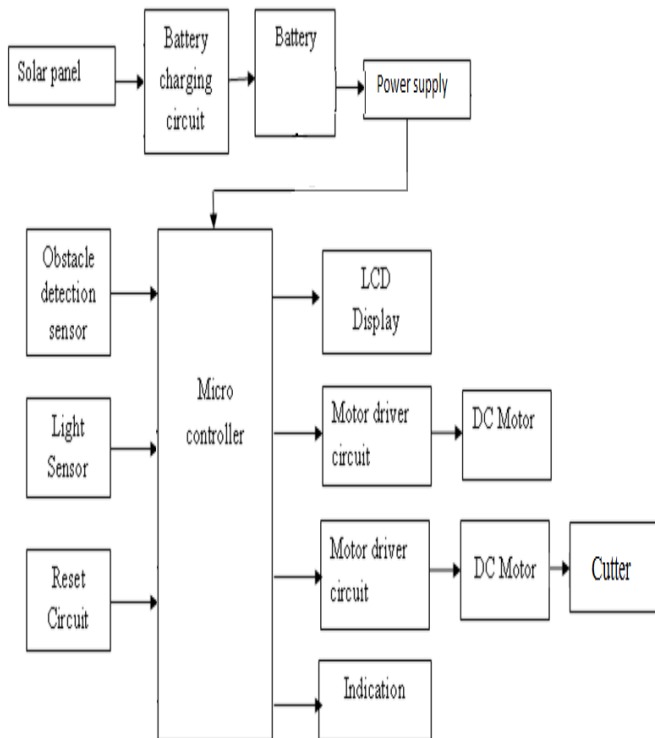 Solar panel
Battery
charging
circuit
Battery
Power supply
Obstacle
detection
sensor
Light
Sensor
Reset
Circuit
Micro
controller
LCD
Display
Motor driver
circuit
DC Motor
Motor driver
circuit
DC Motor
Cutter
Indication